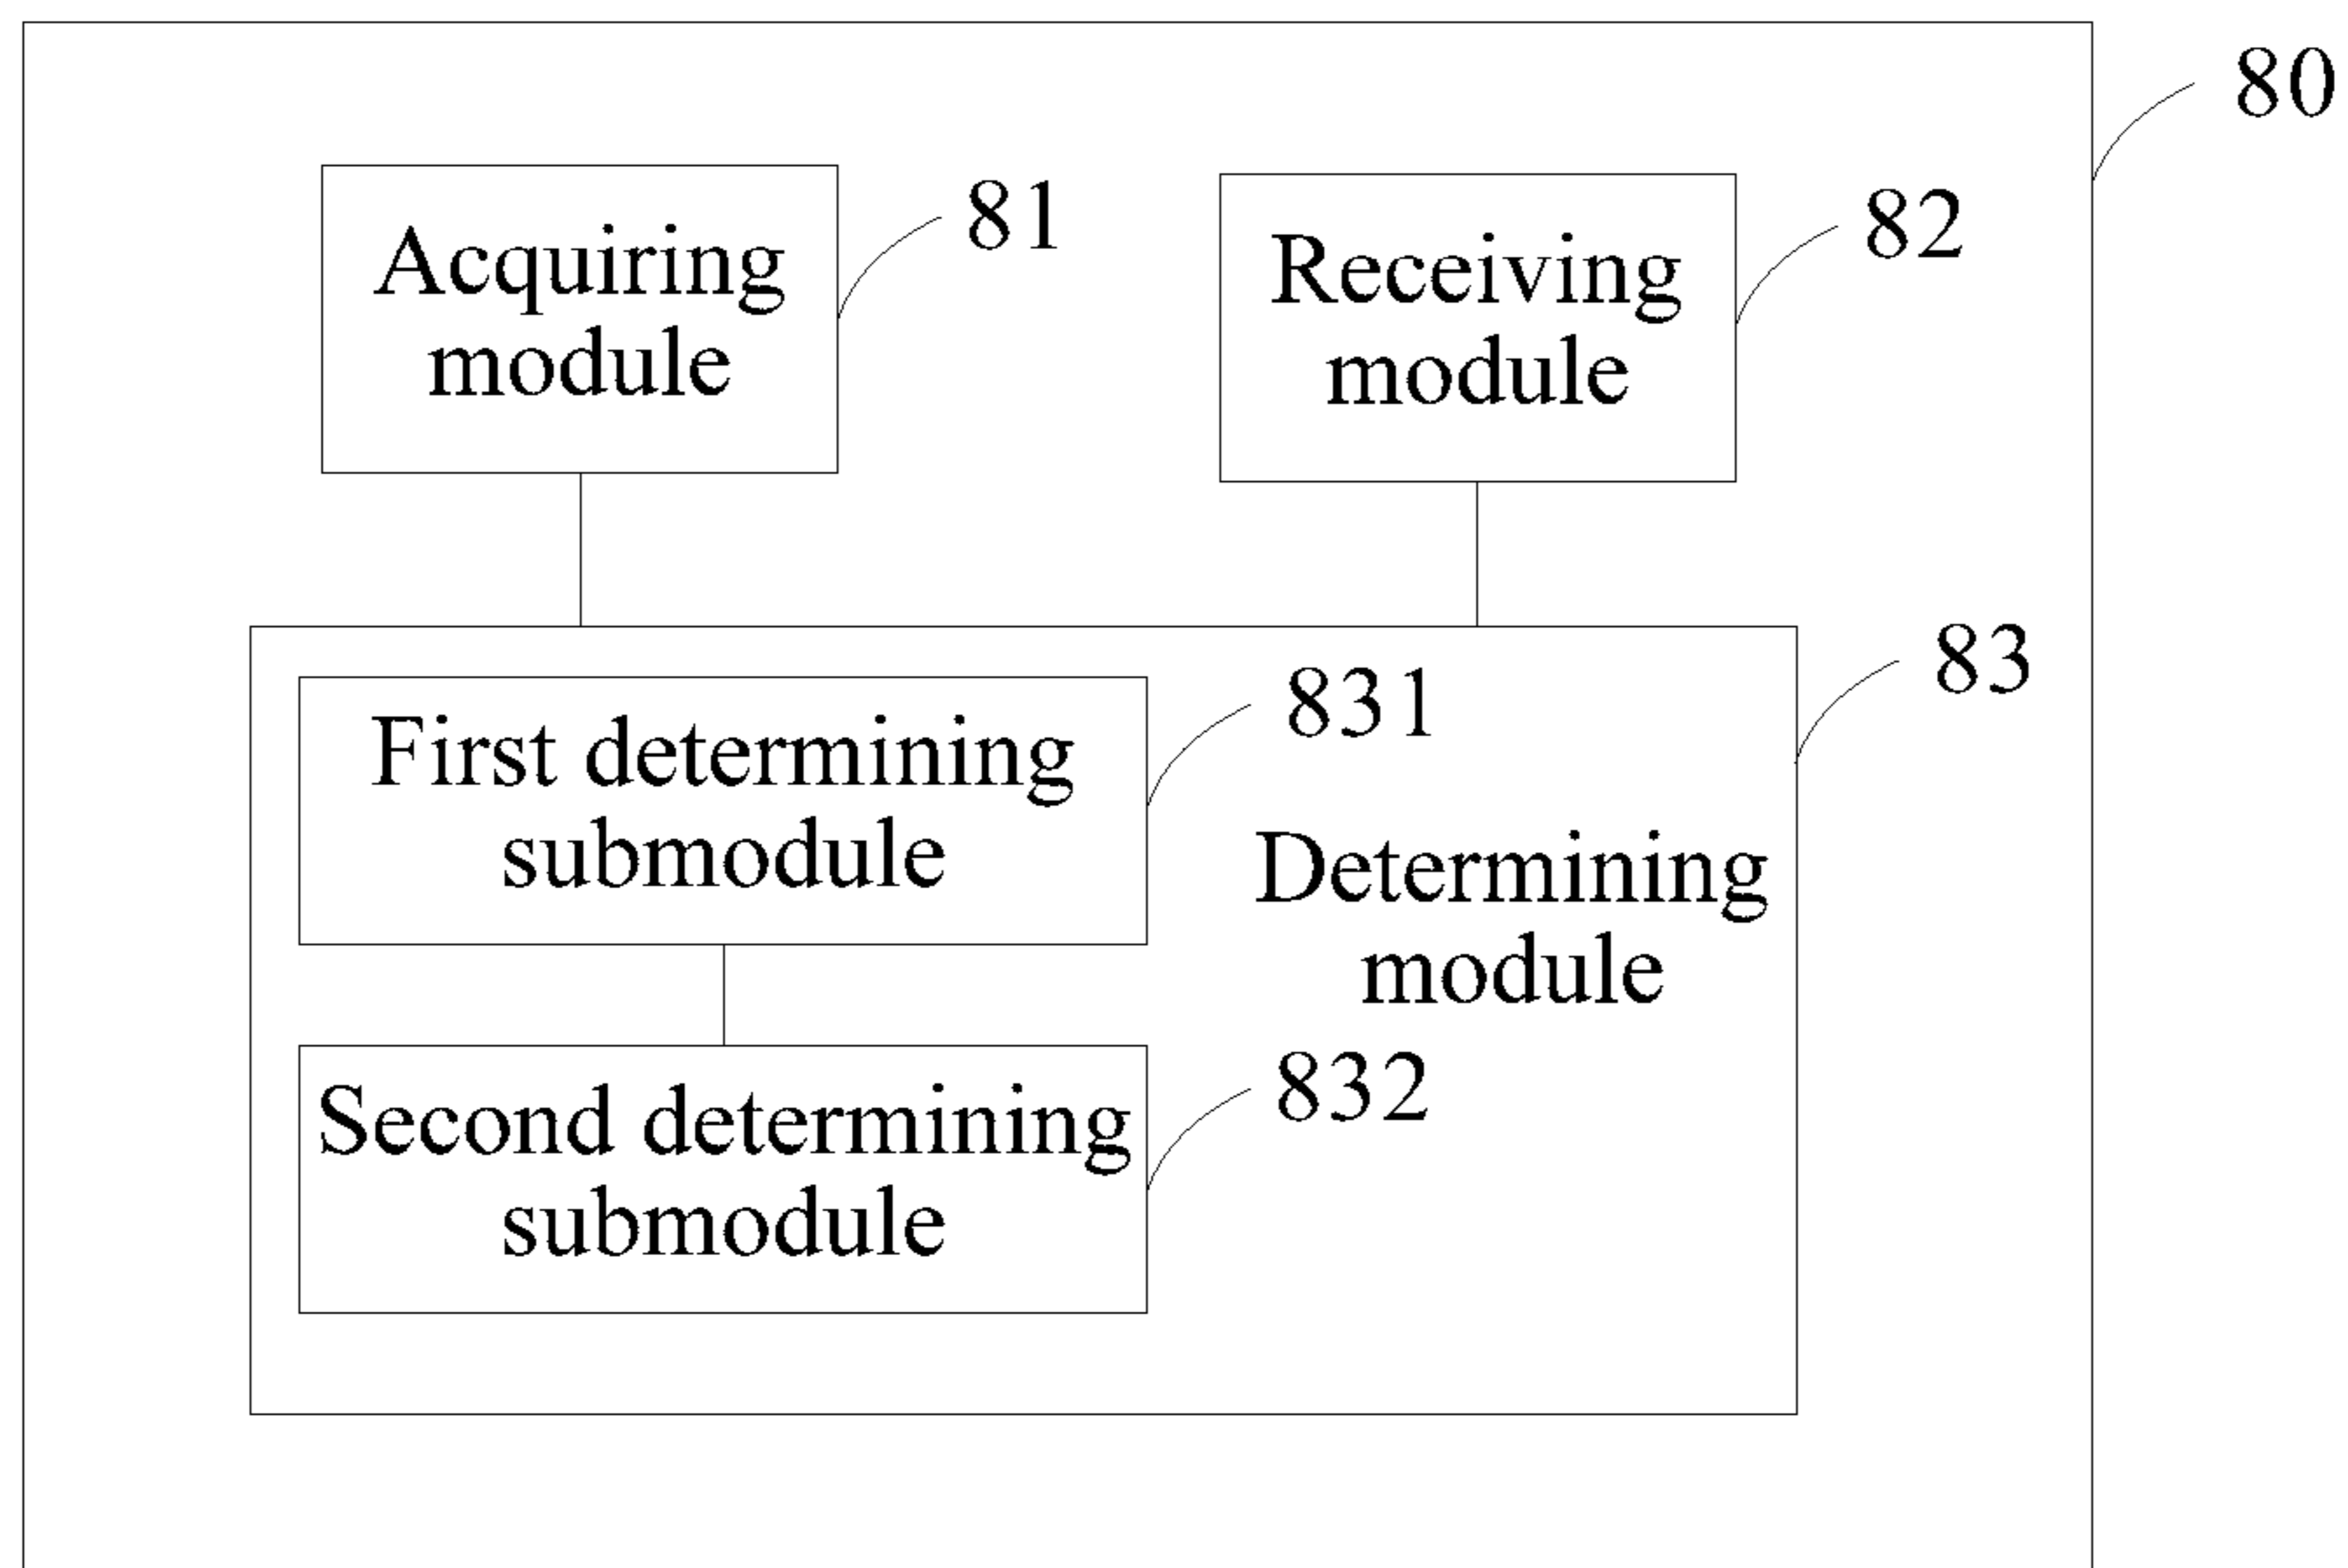 80
Acquiring
module
81
Receiving
module
82
83
First determining
submodule
831
Determining
module
Second determining
submodule
832